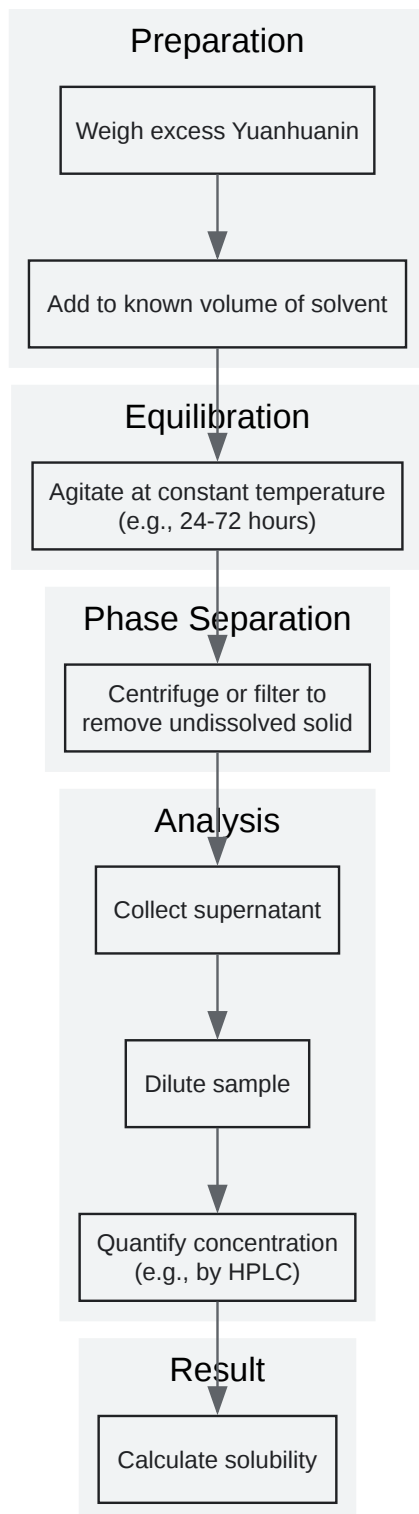 Preparation
Weigh excess Yuanhuanin
Add to known volume of solvent
Equilibration
Agitate at constant temperature
(e.g., 24-72 hours)
Phase Separation
Centrifuge or filter to
remove undissolved solid
Analysis
Collect supernatant
Dilute sample
Quantify concentration
(e.g., by HPLC)
Result
Calculate solubility